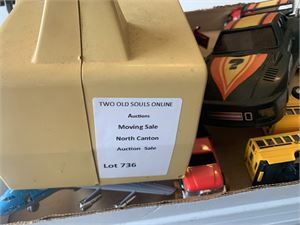 TWO OLD SOULS ONLINE
Auctions
Moving Sale
North Canton
Auction Sale
Lot 736
?